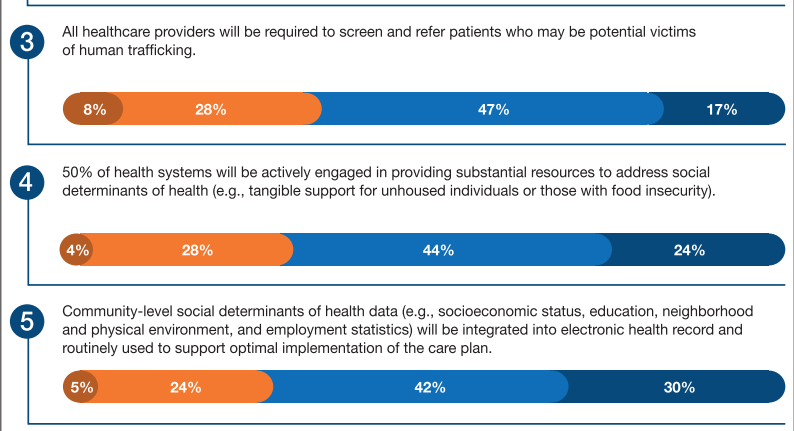 3
All healthcare providers will be required to screen and refer patients who may be potential victims
of human trafficking.
8% 28% 47% 17%
4
50% of health systems will be actively engaged in providing substantial resources to address social
determinants of health (e.g., tangible support for unhoused individuals or those with food insecurity).
4% 28% 44% 24%
5
Community-level social determinants of health data (e.g., socioeconomic status, education, neighborhood
and physical environment, and employment statistics) will be integrated into electronic health record and
routinely used to support optimal implementation of the care plan.
5% 24% 42% 30%